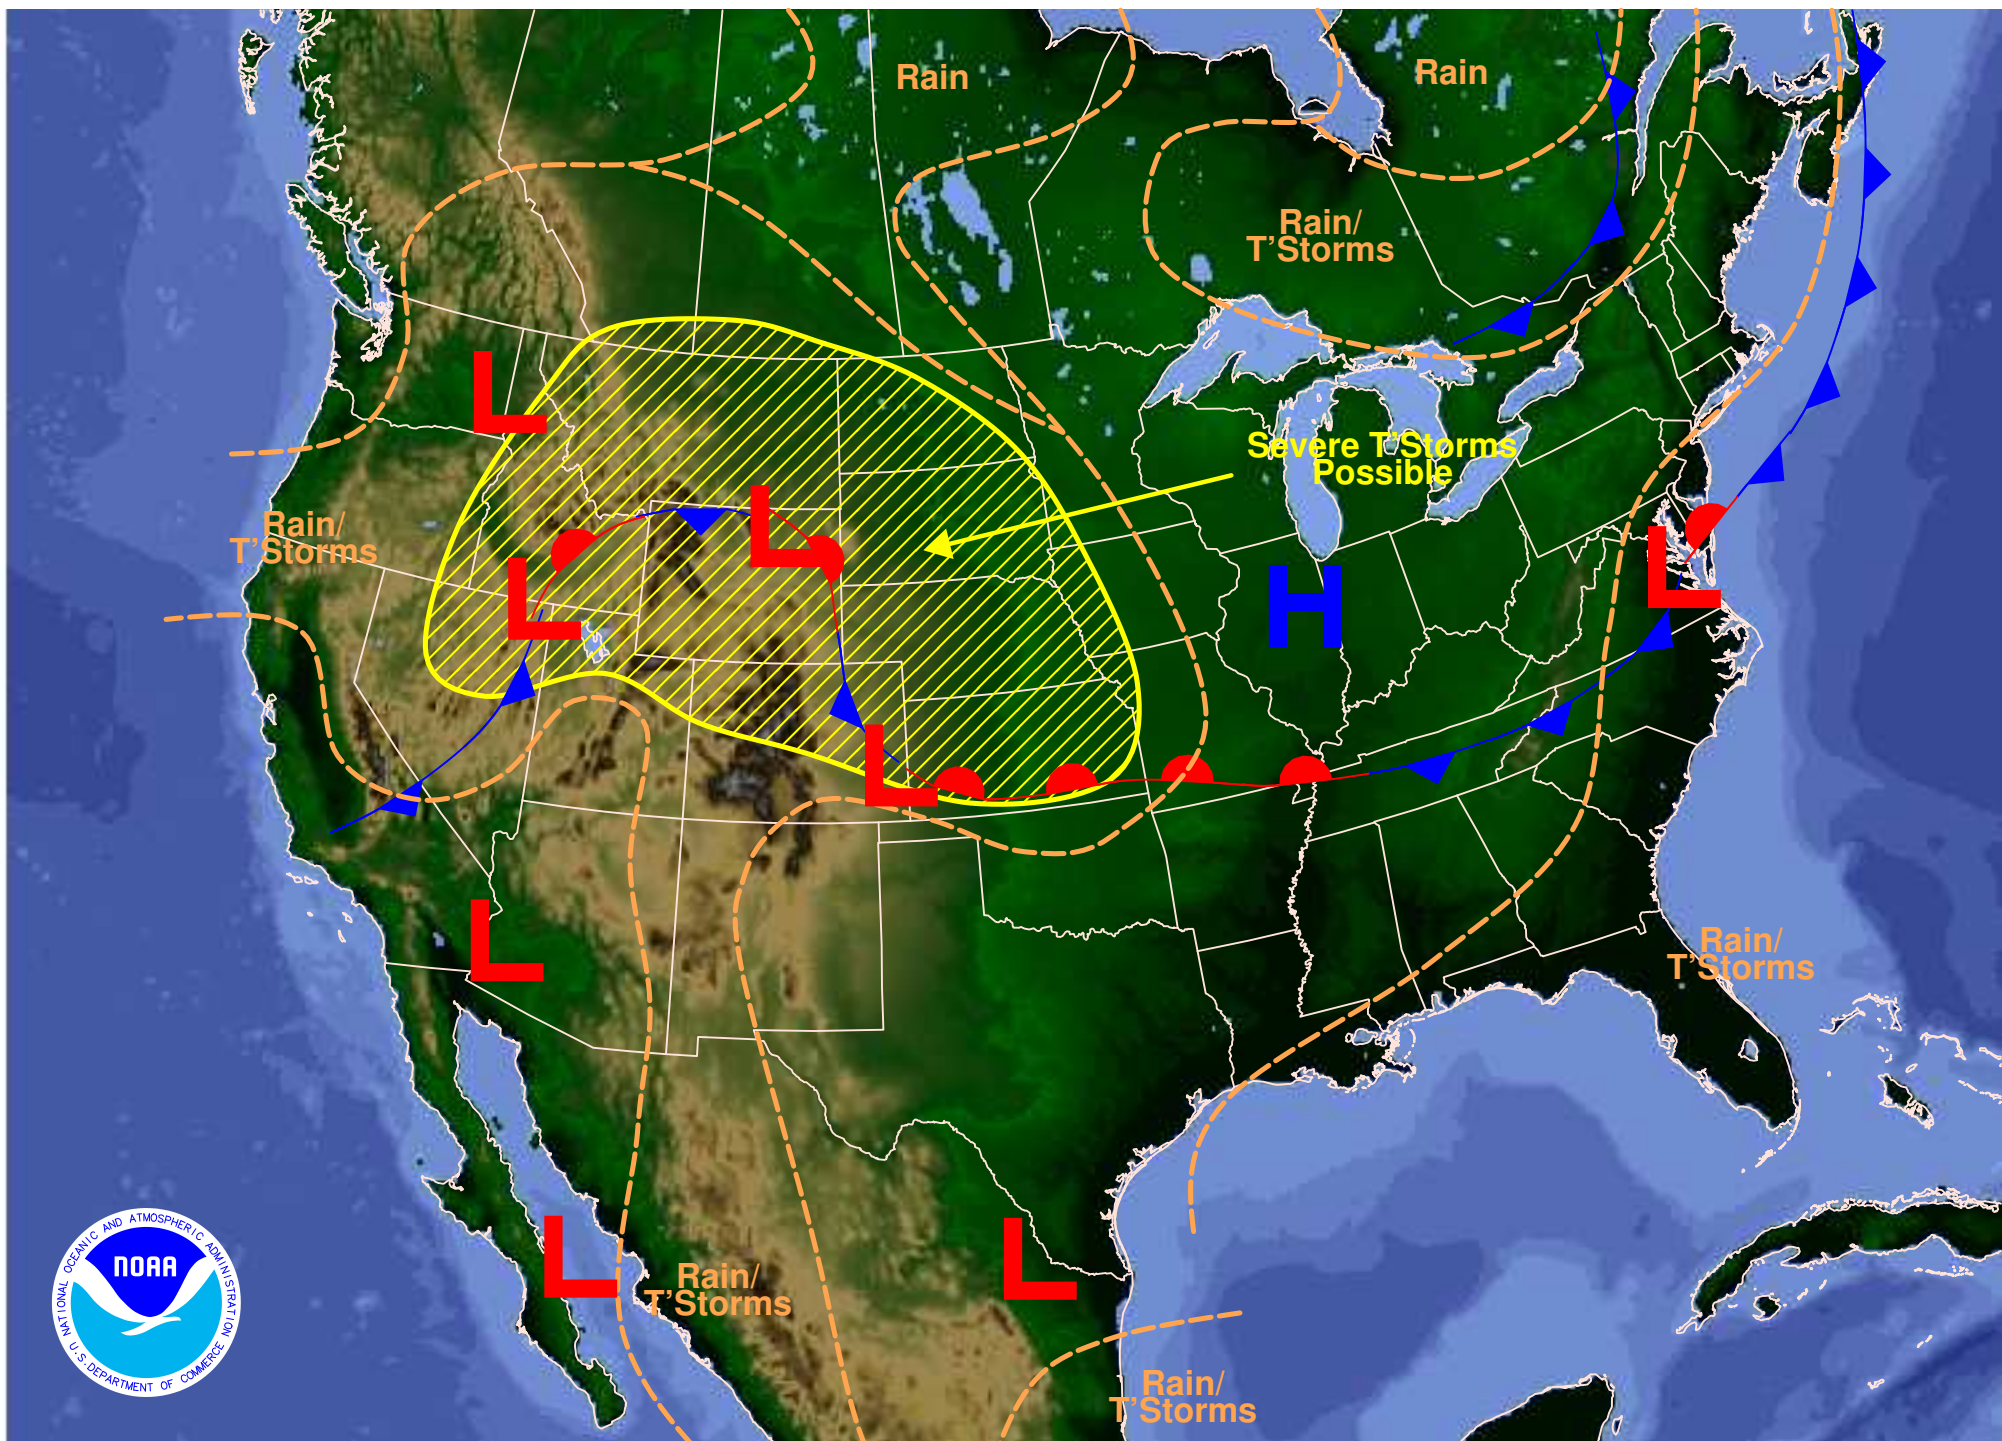 Rain
Rain
Rain/
T'Storms
Severe T'Storms
Possible
Rain/
T'Storms
L
L
L
H
L
L
L
Rain/
T'Storms
L
L
Rain/
T'Storms
Rain/
T'Storms
NATIONAL OCEANIC AND ATMOSPHERIC ADMINISTRATION
NOAA
U.S. DEPARTMENT OF COMMERCE